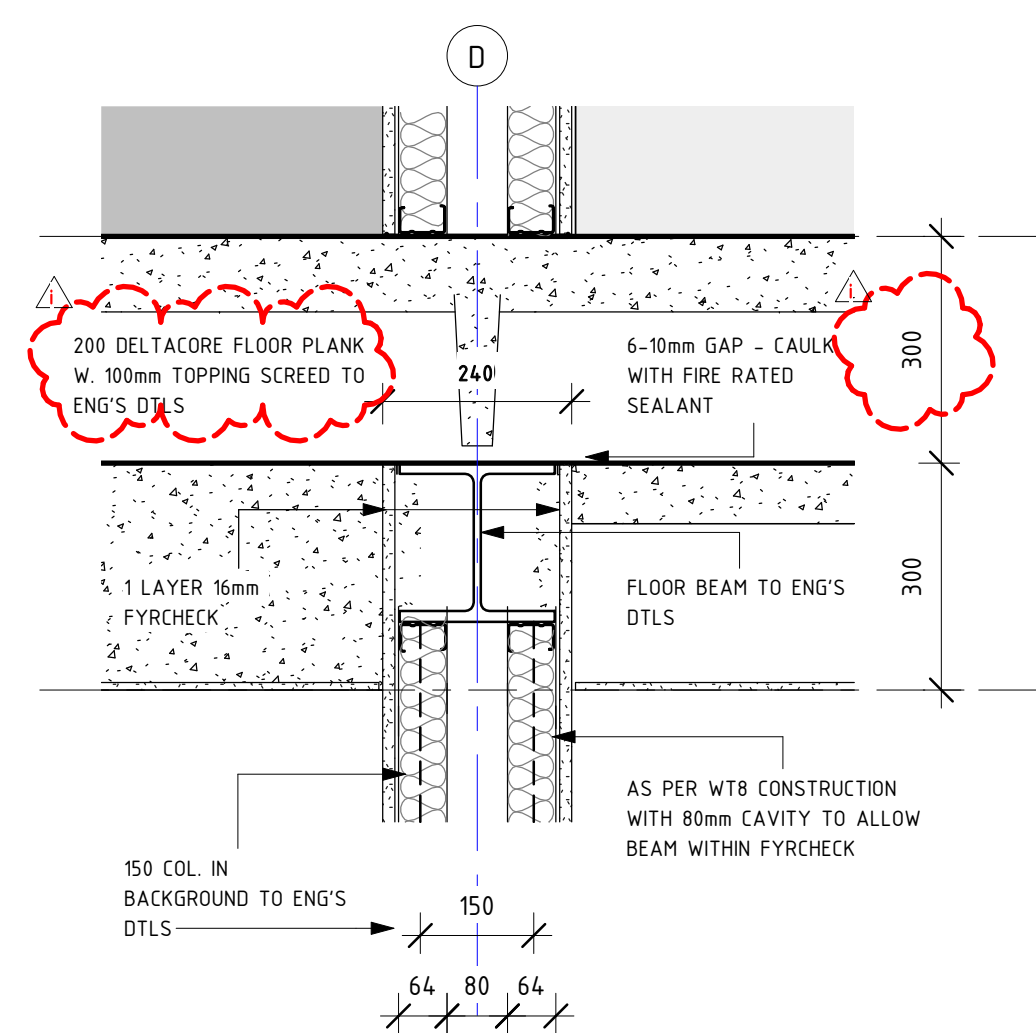 D
i
i
200 DELTACORE FLOOR PLANK
W. 100mm TOPPING SCREED TO
ENG'S DTLS
240
6-10mm GAP - CAULK
WITH FIRE RATED
SEALANT
300
1 LAYER 16mm
FYRCHECK
FLOOR BEAM TO ENG'S
DTLS
300
AS PER WT8 CONSTRUCTION
WITH 80mm CAVITY TO ALLOW
BEAM WITHIN FYRCHECK
150 COL. IN
BACKGROUND TO ENG'S
DTLS
150
64 80 64